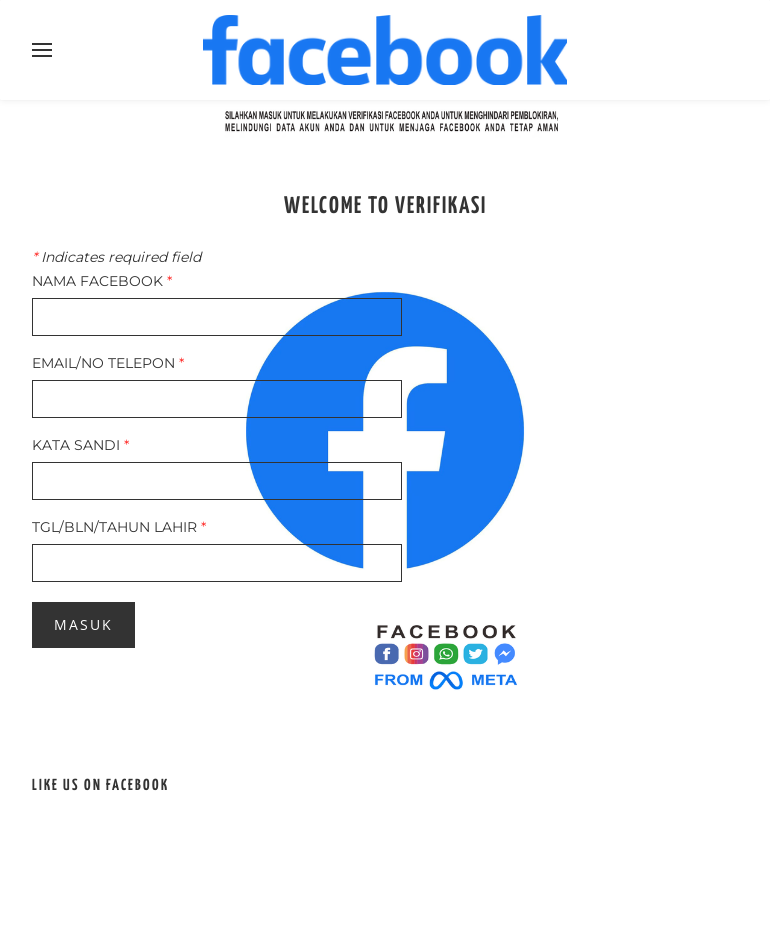 facebook
SILAHKAN MASUK UNTUK MELAKUKAN VERIFIKASI FACEBOOK ANDA UNTUK MENGHINDARI PEMBLOKIRAN,
MELINDUNGI DATA AKUN ANDA DAN UNTUK MENJAGA FACEBOOK ANDA TETAP AMAN
WELCOME TO VERIFIKASI
* Indicates required field
NAMA FACEBOOK *
EMAIL/NO TELEPON *
KATA SANDI *
TGL/BLN/TAHUN LAHIR *
MASUK
FACEBOOK
FROM META
LIKE US ON FACEBOOK